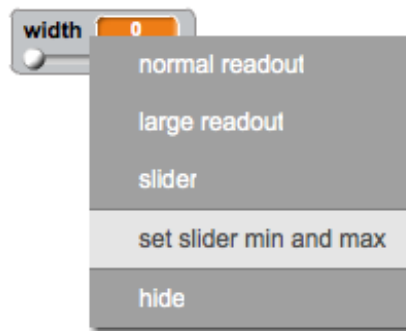 width 0
normal readout
large readout
slider
set slider min and max
hide